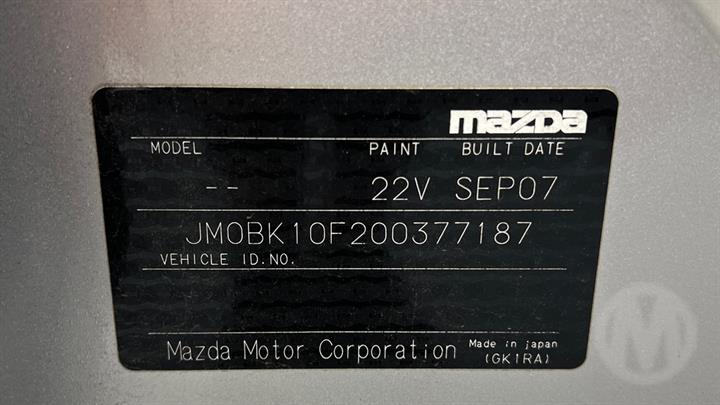 mazda
MODEL PAINT BUILT DATE
-- 22V SEP07
JM0BK10F200377187
VEHICLE ID.NO.
Mazda Motor Corporation Made in japan
(GK1RA)
M